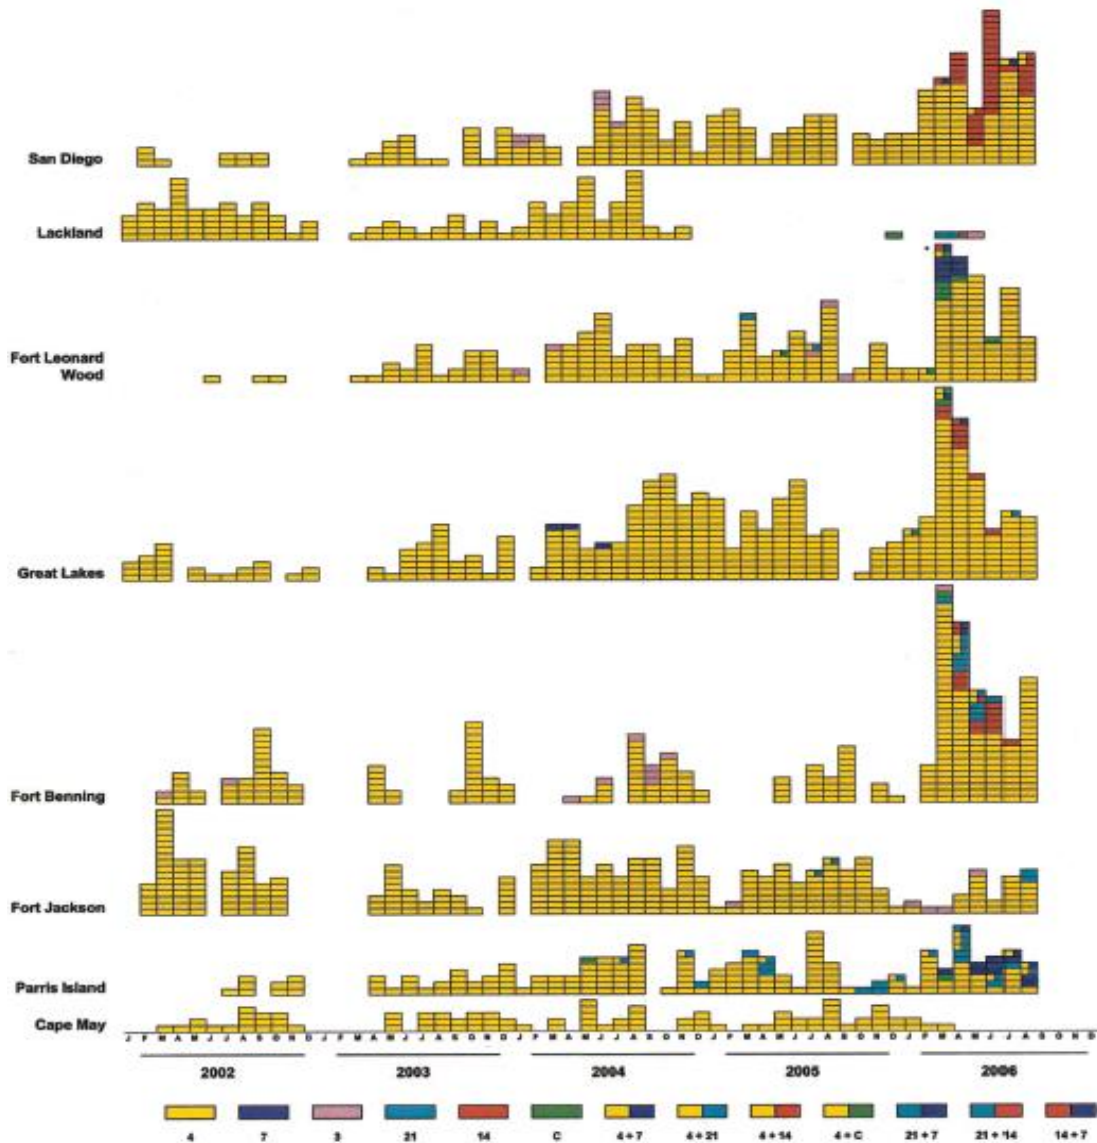 San Diego
Lackland
Fort Leonard
Wood
Great Lakes
Fort Benning
Fort Jackson
Parris Island
Cape May
J F M A M J J A S O N D J F M A M J J A S O N D J F M A M J J A S O N D J F M A M J J A S O N D J F M A M J J A S O N D
2002 2003 2004 2005 2006
4 7 3 21 14 C 4 + 7 4 + 21 4 + 14 4 + C 21 + 7 21 + 14 14 + 7